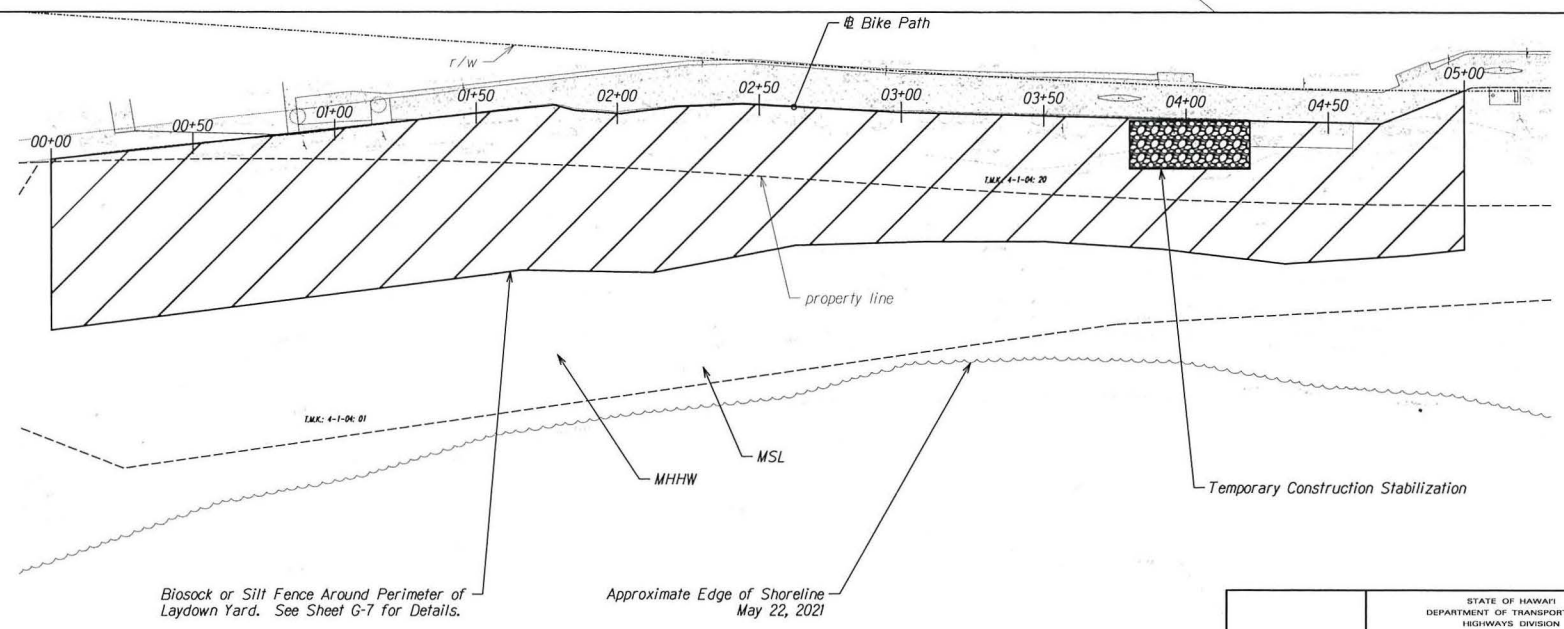 ℄ Bike Path
r/w
00+00
00+50
01+00
01+50
02+00
02+50
03+00
03+50
04+00
04+50
05+00
T.M.K.: 4-1-04: 20
property line
T.M.K.: 4-1-04: 01
MSL
MHHW
Temporary Construction Stabilization
Biosock or Silt Fence Around Perimeter of
Laydown Yard. See Sheet G-7 for Details.
Approximate Edge of Shoreline
May 22, 2021
STATE OF HAWAI'I
DEPARTMENT OF TRANSPORT
HIGHWAYS DIVISION